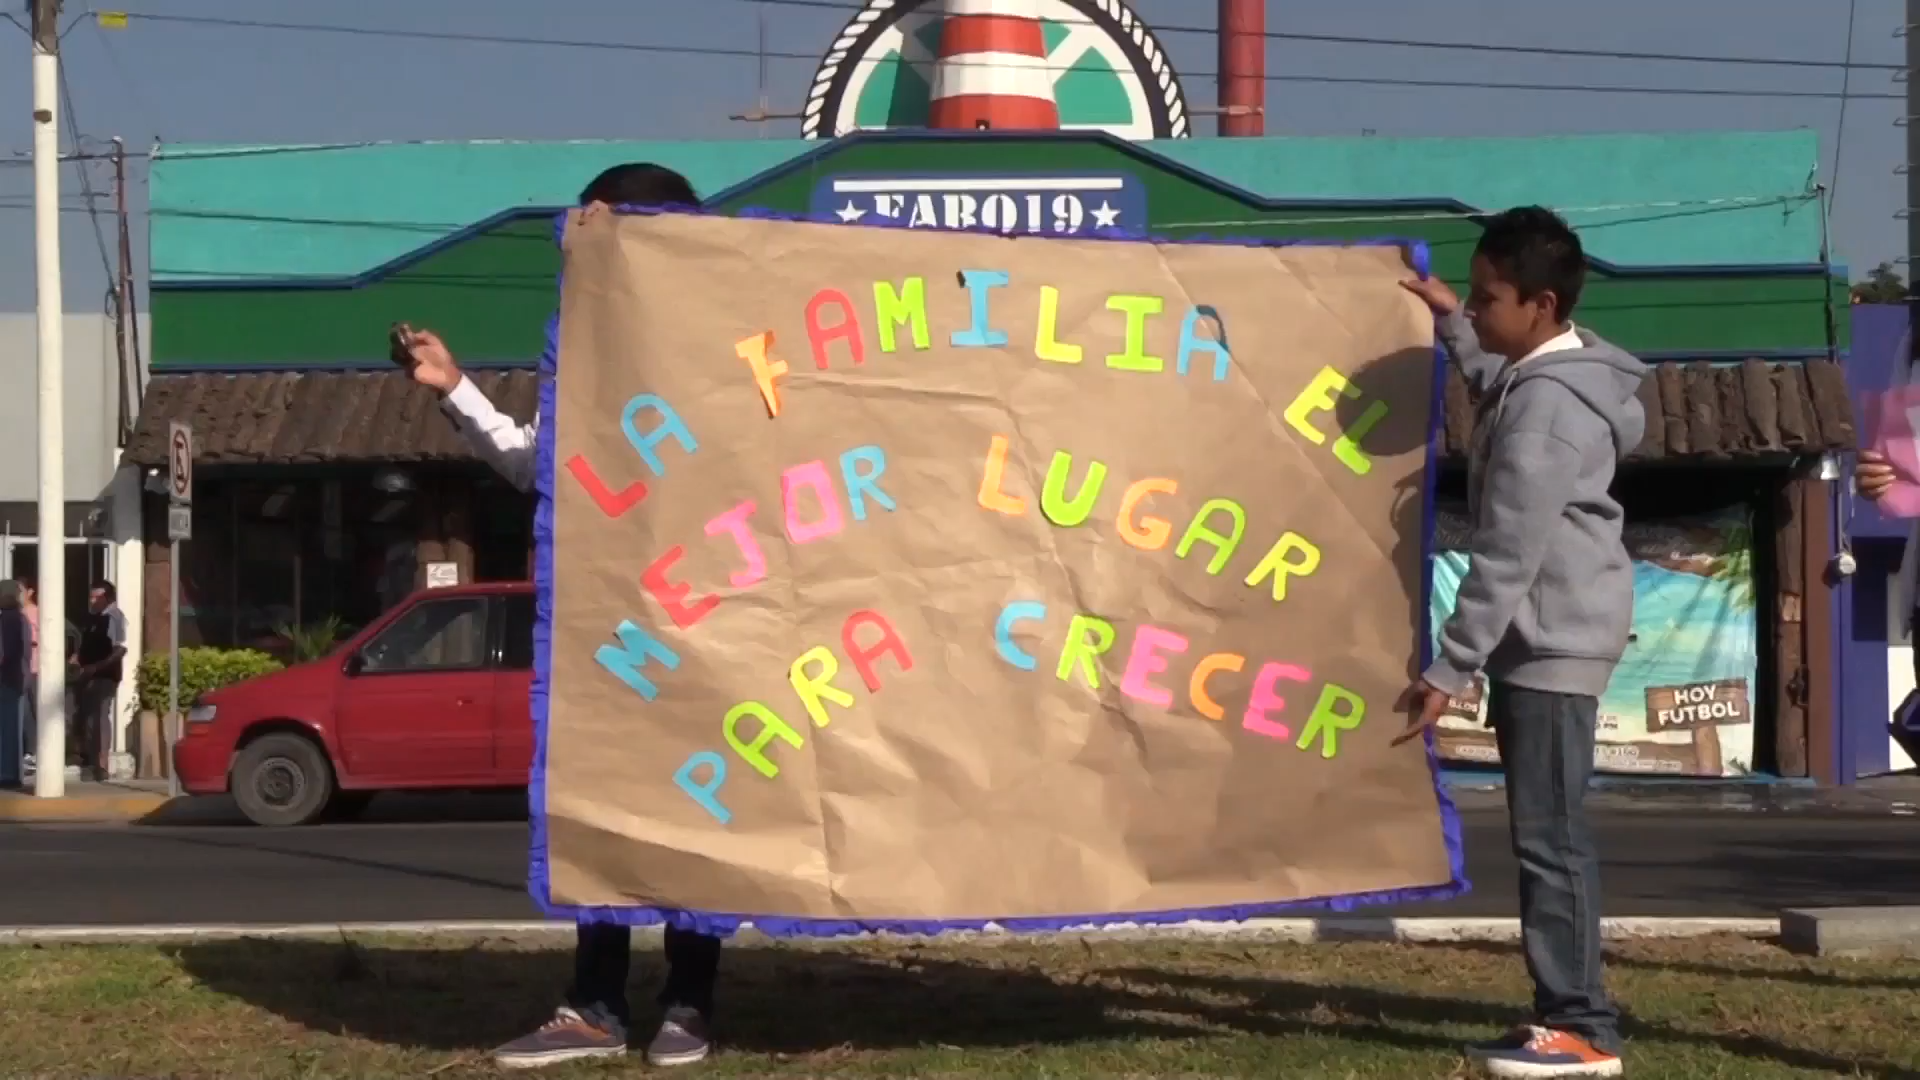 FARO19
LA FAMILIA EL
MEJOR LUGAR
PARA CRECER
HOY
FUTBOL